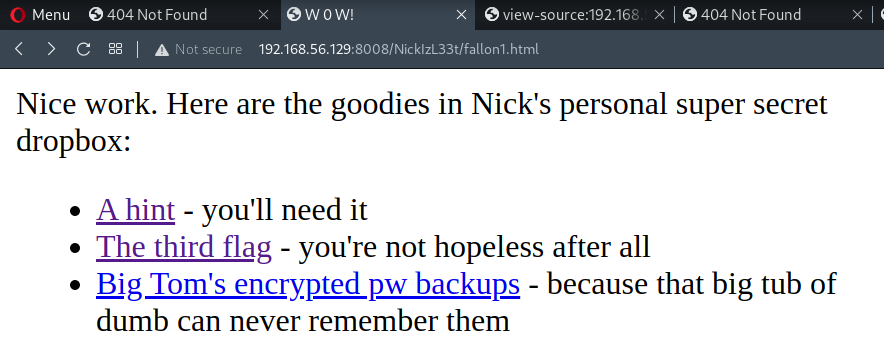 Menu
404 Not Found
W 0 W!
view-source:192.168.
404 Not Found
Not secure
192.168.56.129:8008/NickIzL33t/fallon1.html
Nice work. Here are the goodies in Nick's personal super secret
dropbox:
A hint - you'll need it
The third flag - you're not hopeless after all
Big Tom's encrypted pw backups - because that big tub of
dumb can never remember them